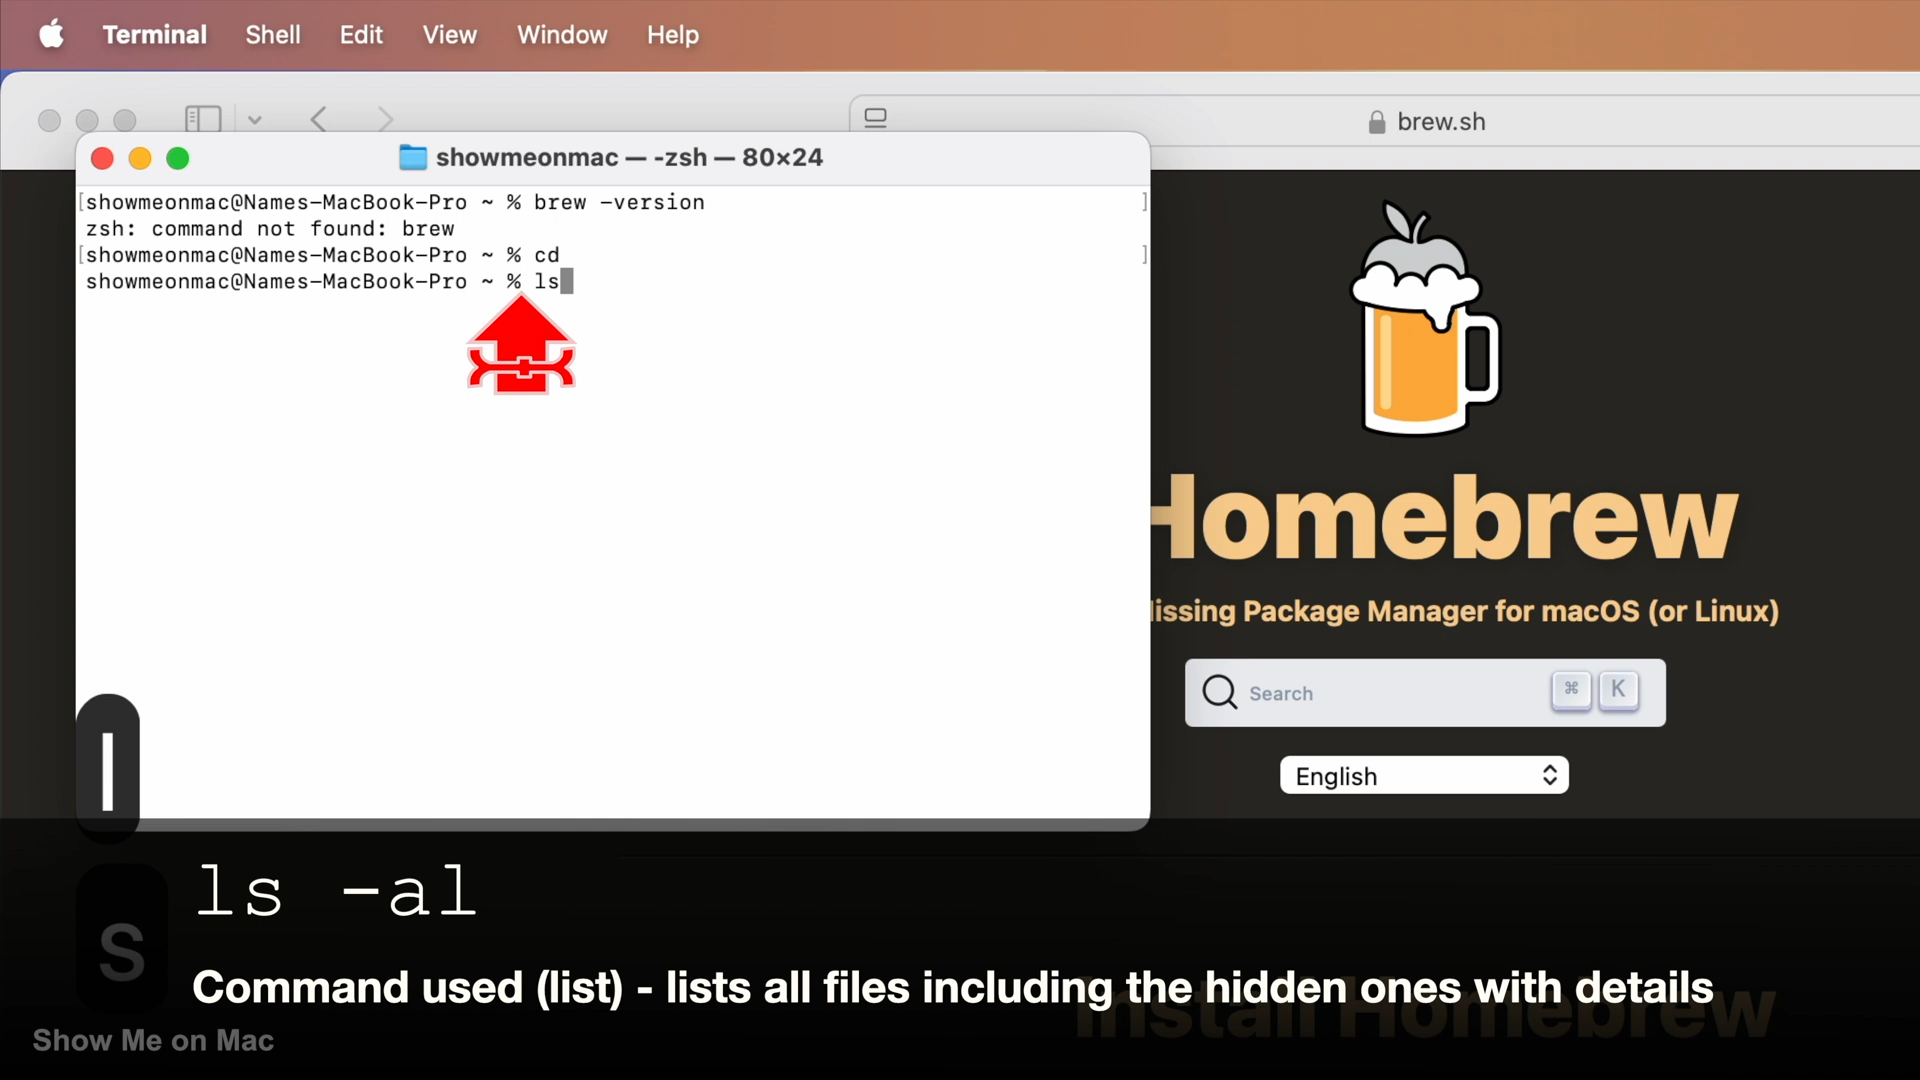 Terminal Shell Edit View Window Help
brew.sh
showmeonmac — -zsh — 80×24
[showmeonmac@Names-MacBook-Pro ~ % brew -version ]
zsh: command not found: brew
[showmeonmac@Names-MacBook-Pro ~ % cd ]
showmeonmac@Names-MacBook-Pro ~ % ls
Homebrew
issing Package Manager for macOS (or Linux)
Search ⌘ K
English
l
ls -al
s
Command used (list) - lists all files including the hidden ones with details
Install Homebrew
Show Me on Mac